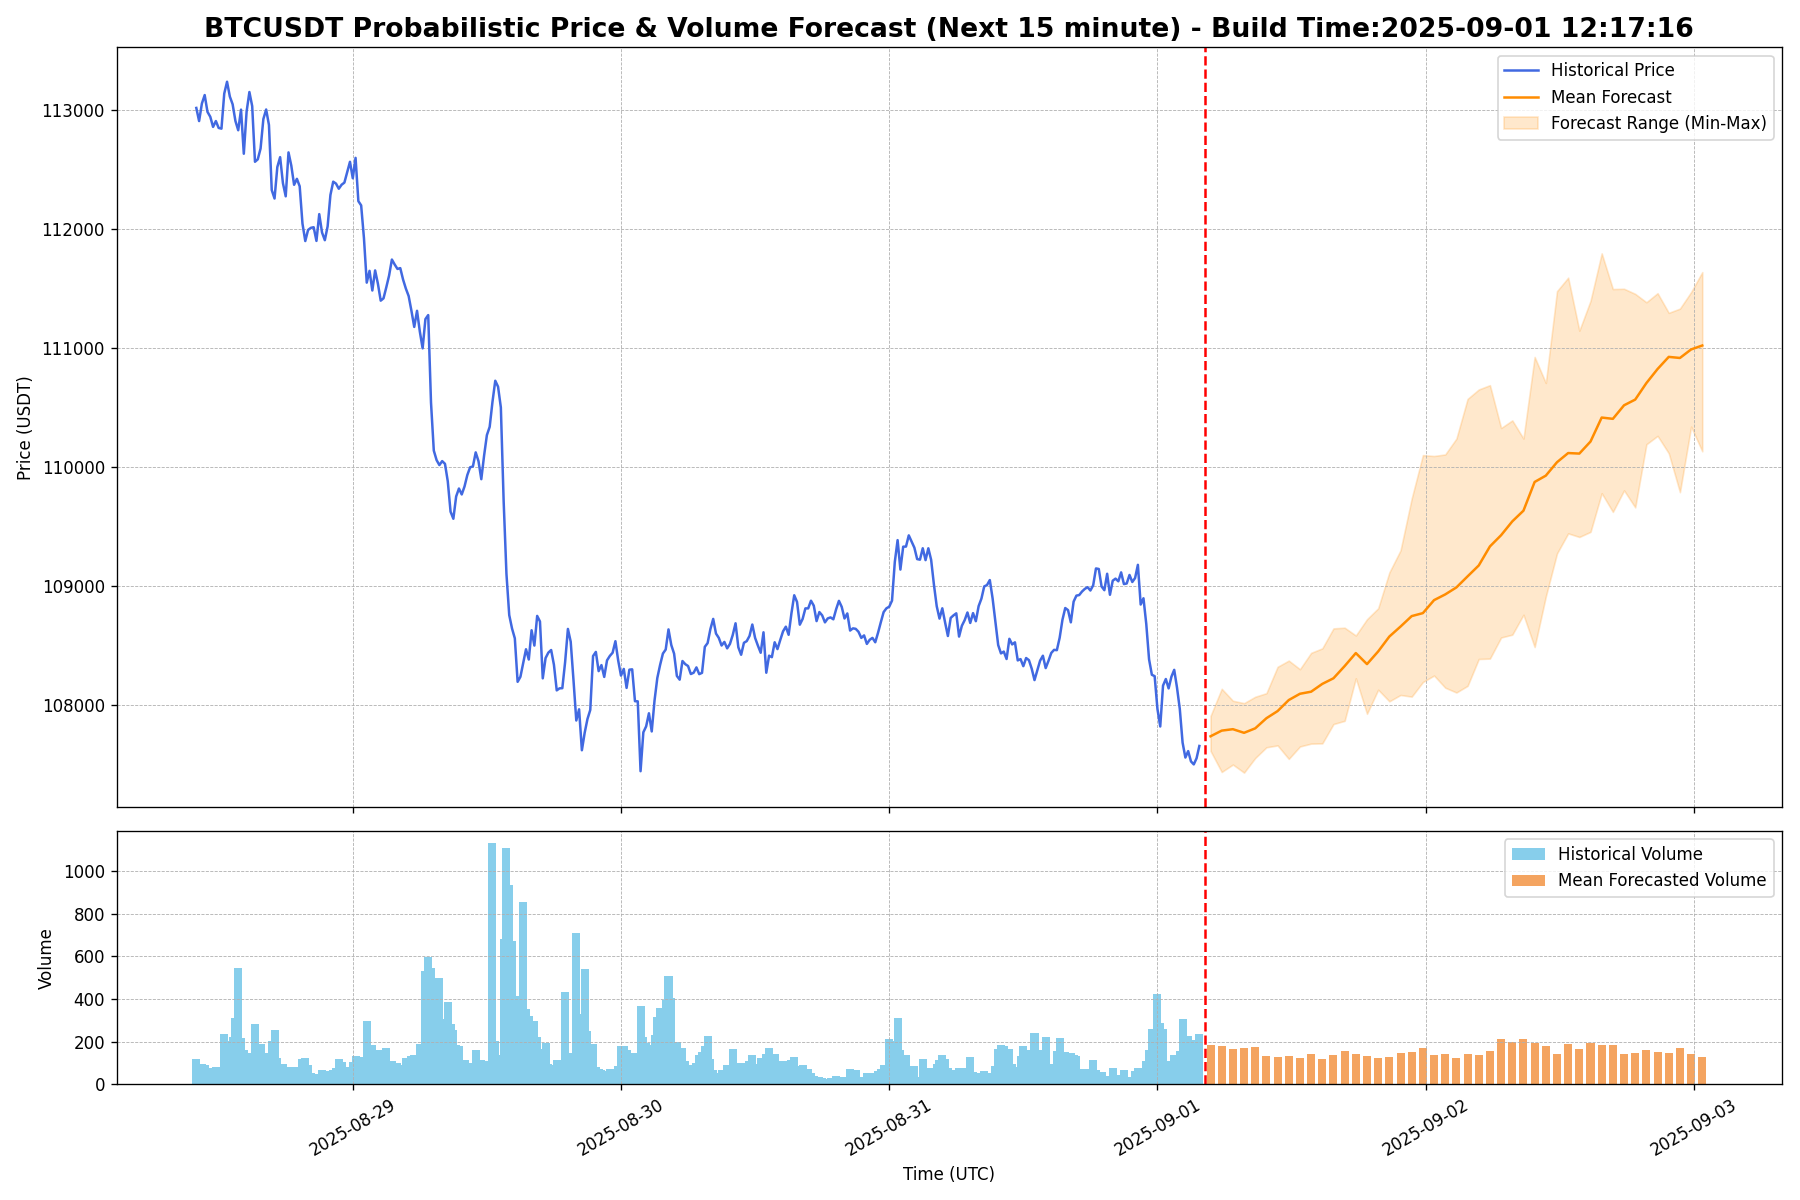 BTCUSDT Probabilistic Price & Volume Forecast (Next 15 minute) - Build Time:2025-09-01 12:17:16
Historical Price
Mean Forecast
Forecast Range (Min-Max)
Price (USDT)
113000
112000
111000
110000
109000
108000
Historical Volume
Mean Forecasted Volume
Volume
1000
800
600
400
200
0
2025-08-29
2025-08-30
2025-08-31
2025-09-01
2025-09-02
2025-09-03
Time (UTC)